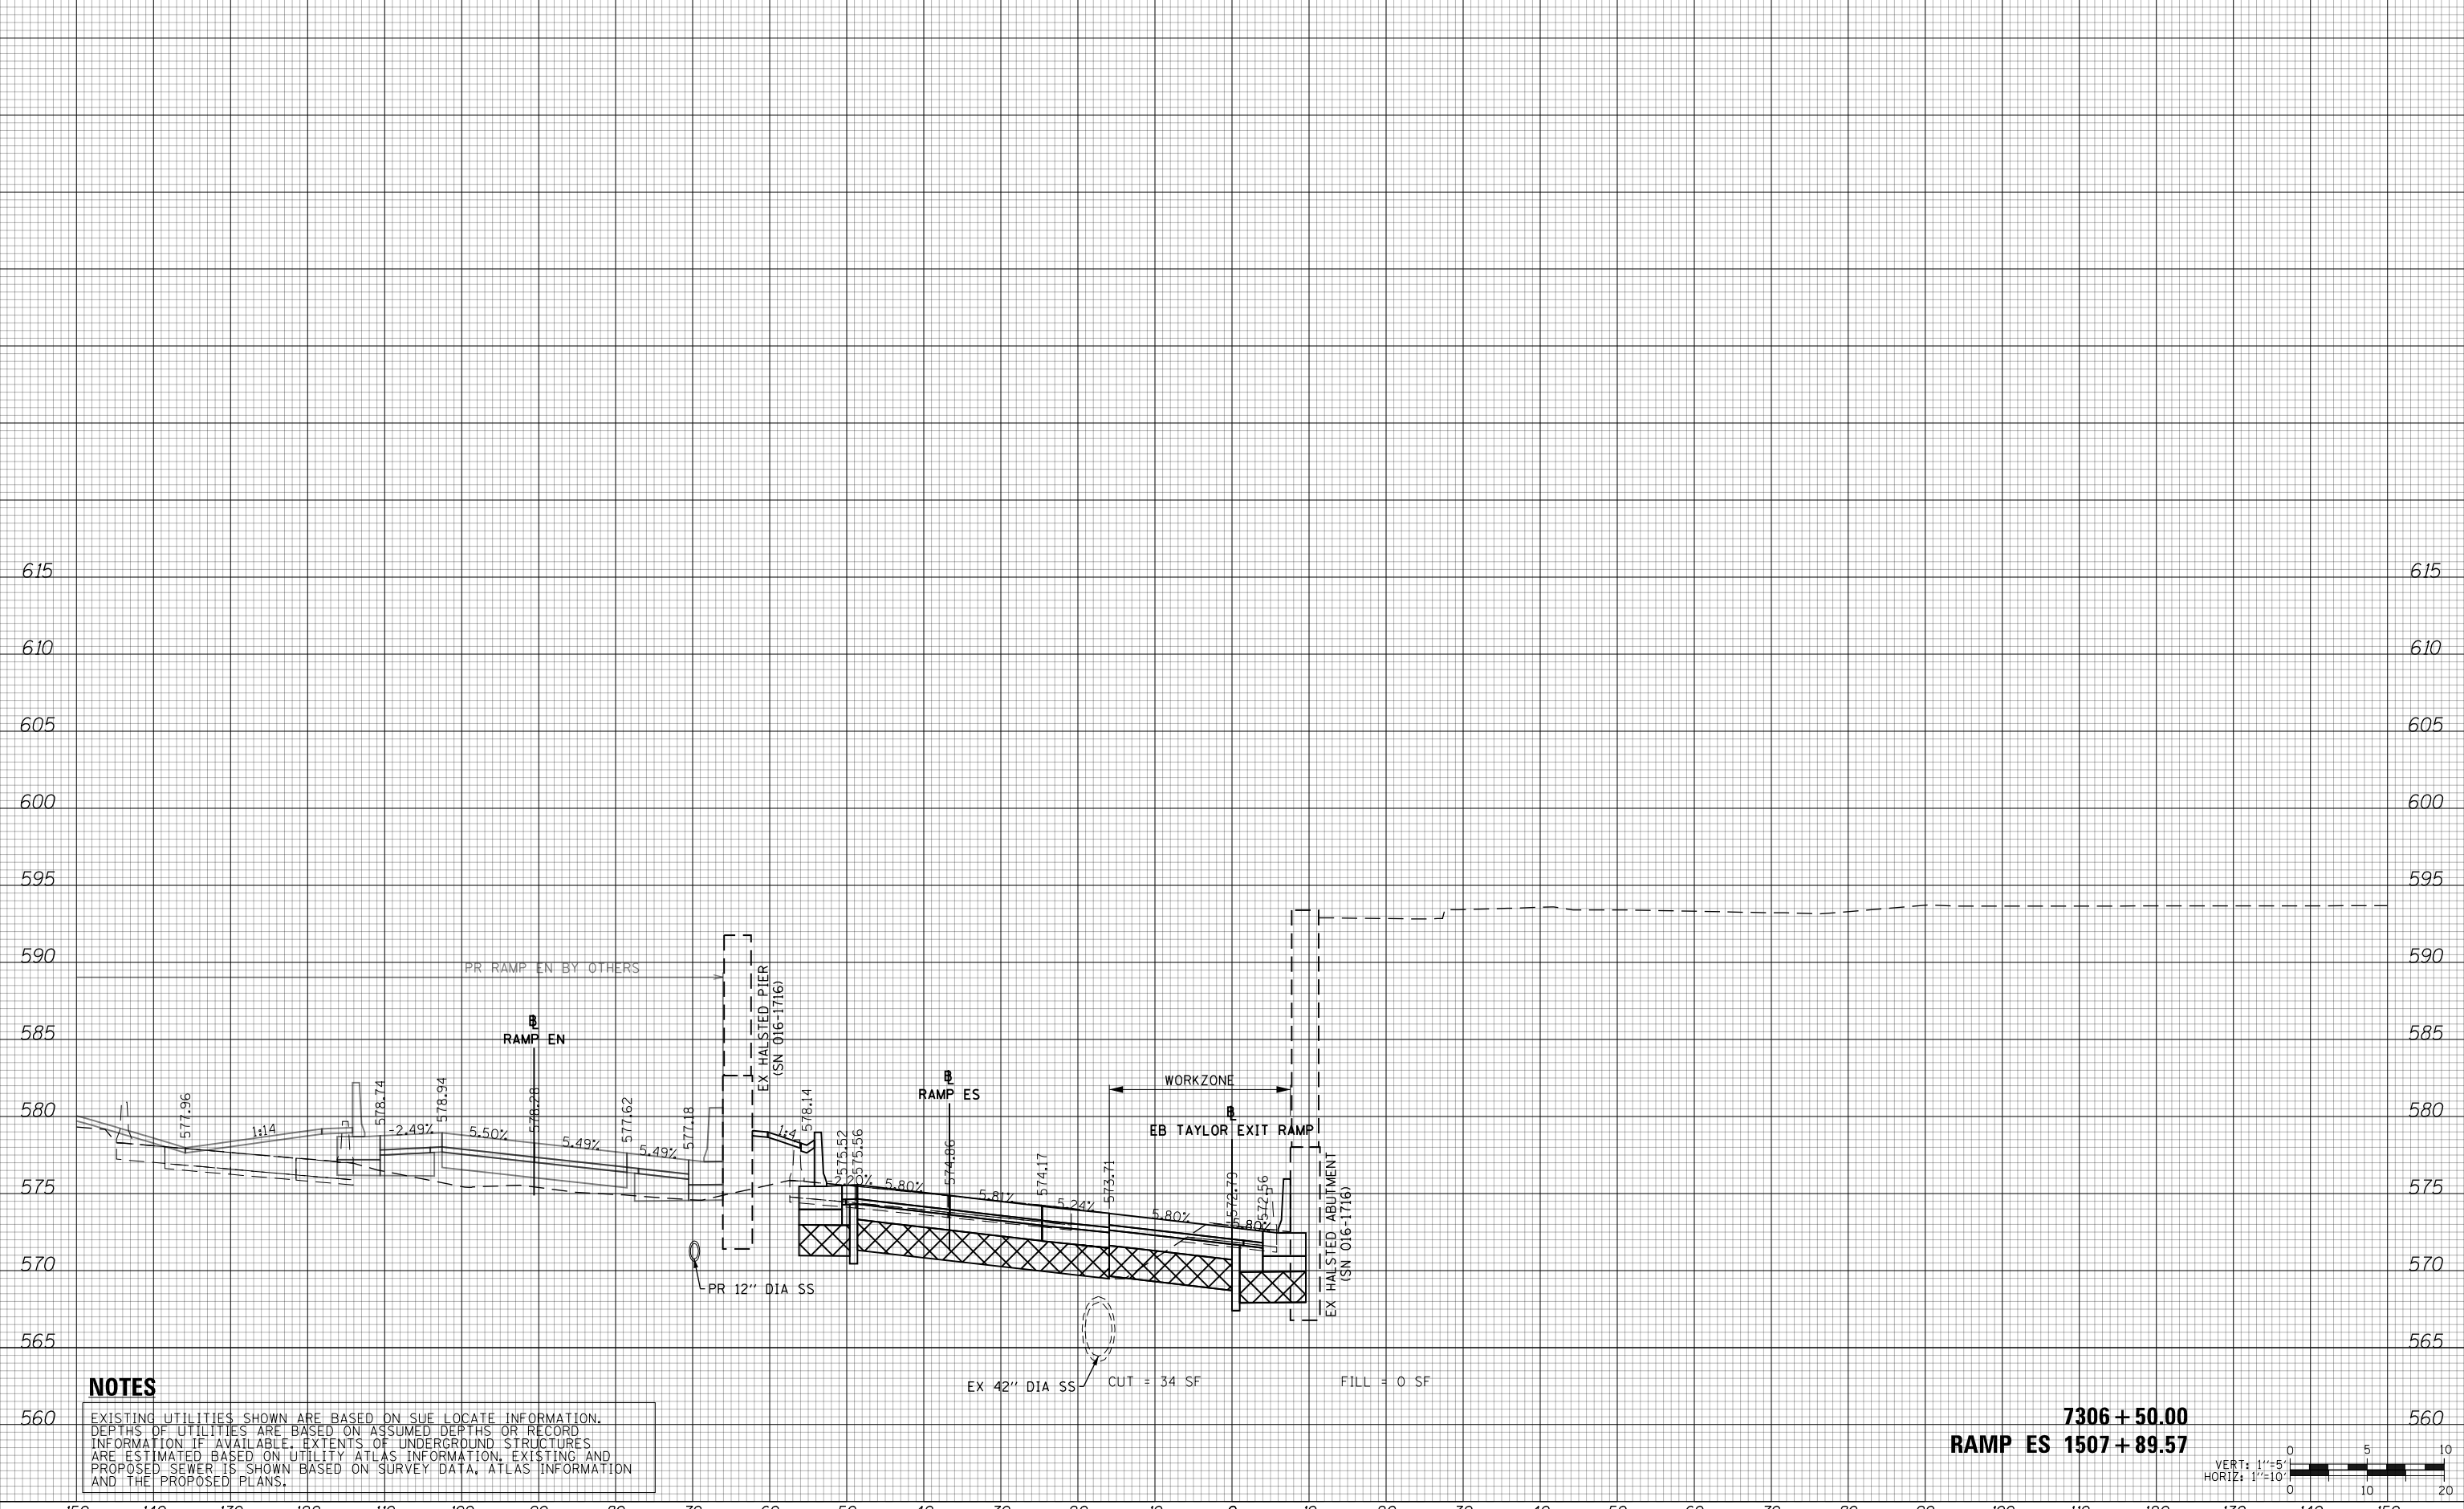 615 615
610 610
605 605
600 600
595 595
590 590
PR RAMP EN BY OTHERS
EX HALSTED PIER
(SN 016-1716)
585 585
BL
RAMP EN
BL
RAMP ES
WORKZONE
BL
EB TAYLOR EXIT RAMP
580 580
577.96
1:14
578.74
-2.49%
578.94
5.50%
578.28
5.49%
577.62
5.49%
577.18
1:4
578.14
575.52
-2.20%
575.56
5.80%
574.86
5.81%
574.17
5.24%
573.71
5.80%
572.79
5.80%
572.56
575 575
EX HALSTED ABUTMENT
(SN 016-1716)
570 570
PR 12" DIA SS
565 565
EX 42" DIA SS
CUT = 34 SF
FILL = 0 SF
NOTES
560 560
EXISTING UTILITIES SHOWN ARE BASED ON SUE LOCATE INFORMATION.
DEPTHS OF UTILITIES ARE BASED ON ASSUMED DEPTHS OR RECORD
INFORMATION IF AVAILABLE. EXTENTS OF UNDERGROUND STRUCTURES
ARE ESTIMATED BASED ON UTILITY ATLAS INFORMATION. EXISTING AND
PROPOSED SEWER IS SHOWN BASED ON SURVEY DATA, ATLAS INFORMATION
AND THE PROPOSED PLANS.
7306+50.00
RAMP ES 1507+89.57
0 5 10
VERT: 1"=5'
HORIZ: 1"=10'
0 10 20